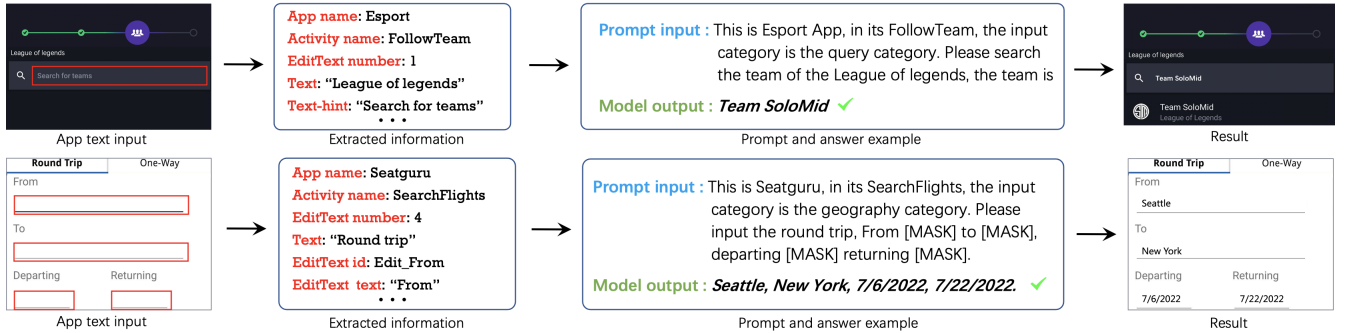 League of legends
Search for teams
App text input
App name: Esport
Activity name: FollowTeam
EditText number: 1
Text: “League of legends”
Text-hint: “Search for teams”
• • •
Extracted information
Prompt input : This is Esport App, in its FollowTeam, the input
category is the query category. Please search
the team of the League of legends, the team is
Model output : Team SoloMid
Prompt and answer example
League of legends
Team SoloMid
Team SoloMid
League of Legends
Result
Round Trip One-Way
From
To
Departing Returning
App text input
App name: Seatguru
Activity name: SearchFlights
EditText number: 4
Text: “Round trip”
EditText id: Edit_From
EditText text: “From”
• • •
Extracted information
Prompt input : This is Seatguru, in its SearchFlights, the input
category is the geography category. Please
input the round trip, From [MASK] to [MASK],
departing [MASK] returning [MASK].
Model output : Seattle, New York, 7/6/2022, 7/22/2022.
Prompt and answer example
Round Trip One-Way
From
Seattle
To
New York
Departing Returning
7/6/2022 7/22/2022
Result